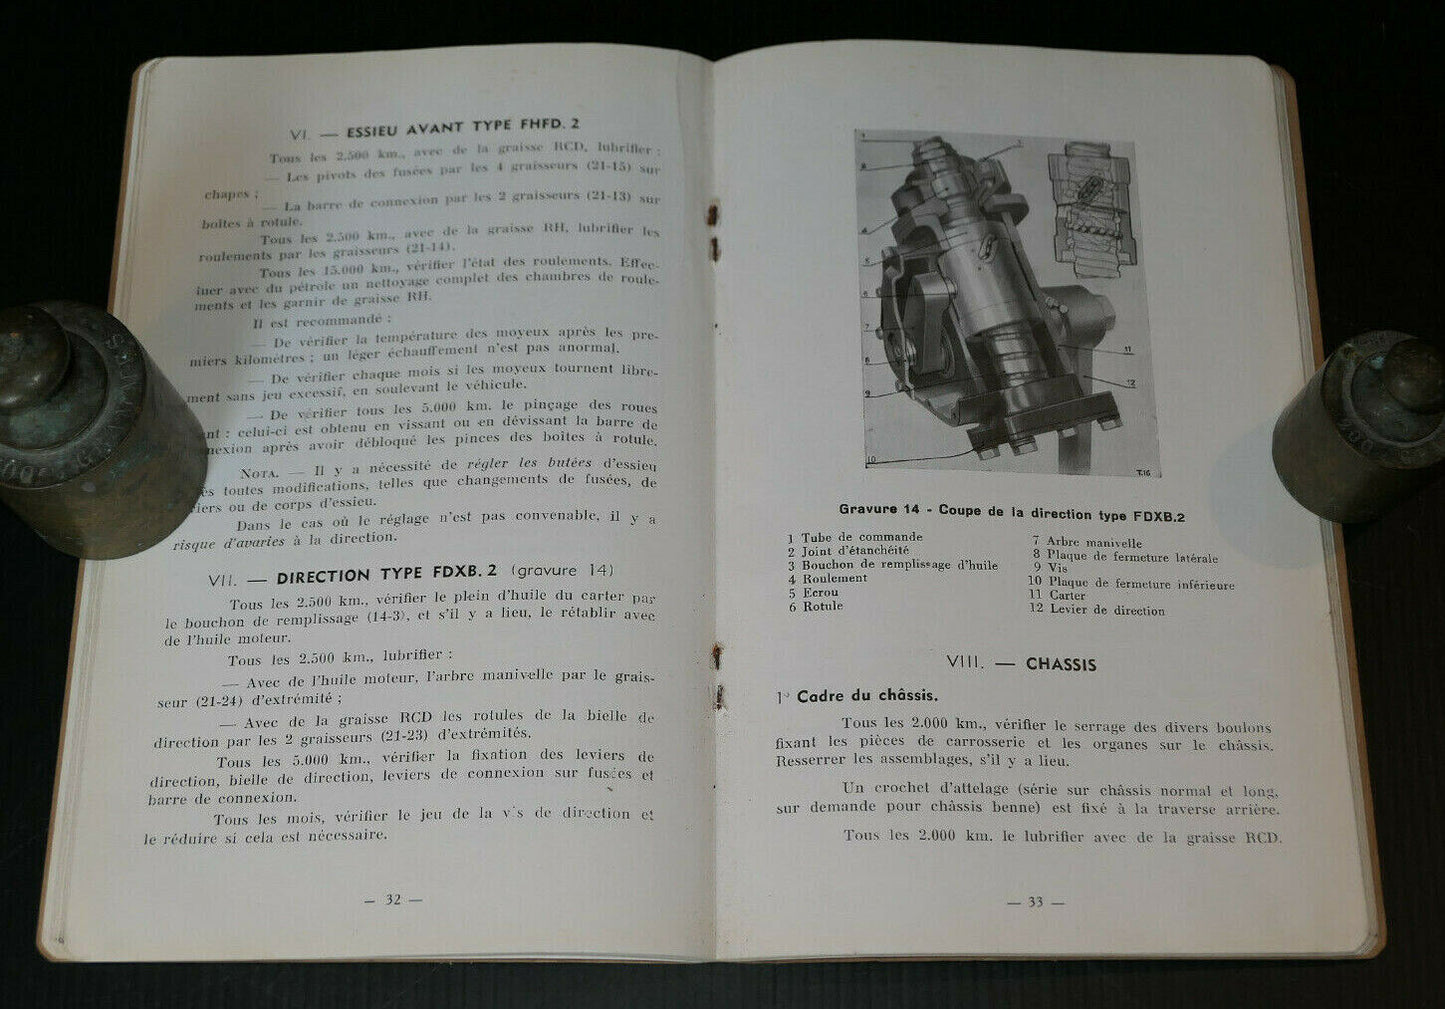 VI. — ESSIEU AVANT TYPE FHFD. 2
Tous les 2.500 km., avec de la graisse RCD, lubrifier :
— Les pivots des fusées par les 4 graisseurs (21-15) sur
chapes ;
— La barre de connexion par les 2 graisseurs (21-13) sur
boîtes à rotule.
Tous les 2.500 km., avec de la graisse RH, lubrifier les
roulements par les graisseurs (21-14).
Tous les 15.000 km., vérifier l'état des roulements. Effec-
tuer avec du pétrole un nettoyage complet des chambres de roule-
ments et les garnir de graisse RH.
Il est recommandé :
— De vérifier la température des moyeux après les pre-
miers kilomètres ; un léger échauffement n'est pas anormal.
— De vérifier chaque mois si les moyeux tournent libre-
ment sans jeu excessif, en soulevant le véhicule.
— De vérifier tous les 5.000 km. le pinçage des roues
nt : celui-ci est obtenu en vissant ou en dévissant la barre de
nexion après avoir débloqué les pinces des boîtes à rotule.
NOTA. — Il y a nécessité de régler les butées d'essieu
ès toutes modifications, telles que changements de fusées, de
iers ou de corps d'essieu.
Dans le cas où le réglage n'est pas convenable, il y a
risque d'avaries à la direction.
VII. — DIRECTION TYPE FDXB. 2 (gravure 14)
Tous les 2.500 km., vérifier le plein d'huile du carter par
le bouchon de remplissage (14-3), et s'il y a lieu, le rétablir avec
de l'huile moteur.
Tous les 2.500 km., lubrifier :
— Avec de l'huile moteur, l'arbre manivelle par le grais-
seur (21-24) d'extrémité ;
— Avec de la graisse RCD les rotules de la bielle de
direction par les 2 graisseurs (21-23) d'extrémités.
Tous les 5.000 km., vérifier la fixation des leviers de
direction, bielle de direction, leviers de connexion sur fusées et
barre de connexion.
Tous les mois, vérifier le jeu de la vis de direction et
le réduire si cela est nécessaire.
— 32 —
1
2
3
4
5
6
7
8
9
10
11
12
T.16
Gravure 14 - Coupe de la direction type FDXB.2
1 Tube de commande
2 Joint d'étanchéité
3 Bouchon de remplissage d'huile
4 Roulement
5 Ecrou
6 Rotule
7 Arbre manivelle
8 Plaque de fermeture latérale
9 Vis
10 Plaque de fermeture inférieure
11 Carter
12 Levier de direction
VIII. — CHASSIS
1° Cadre du châssis.
Tous les 2.000 km., vérifier le serrage des divers boulons
fixant les pièces de carrosserie et les organes sur le châssis.
Resserrer les assemblages, s'il y a lieu.
Un crochet d'attelage (série sur châssis normal et long,
sur demande pour châssis benne) est fixé à la traverse arrière.
Tous les 2.000 km. le lubrifier avec de la graisse RCD.
— 33 —